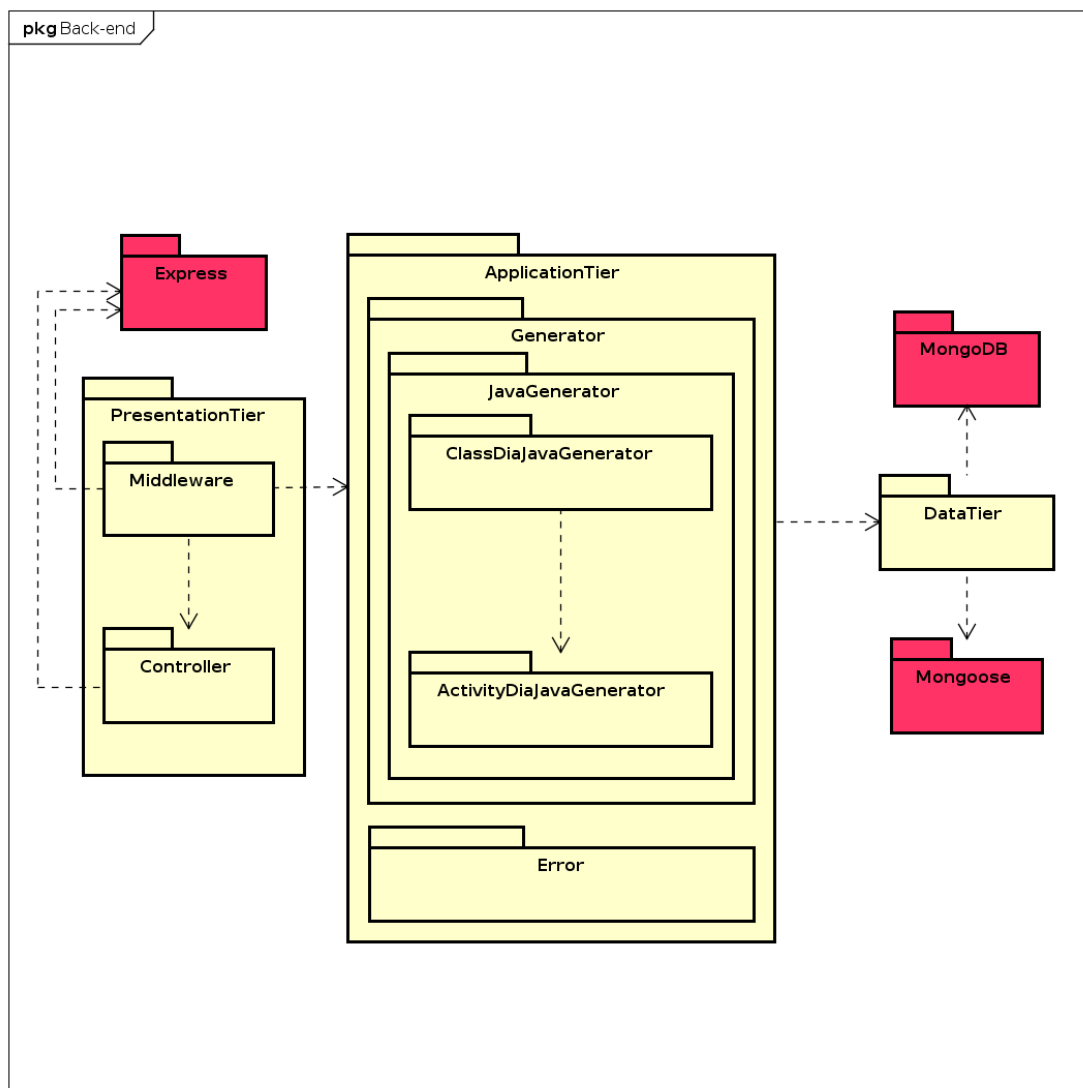 pkg Back-end
Express
PresentationTier
Middleware
Controller
ApplicationTier
Generator
JavaGenerator
ClassDiaJavaGenerator
ActivityDiaJavaGenerator
Error
MongoDB
DataTier
Mongoose